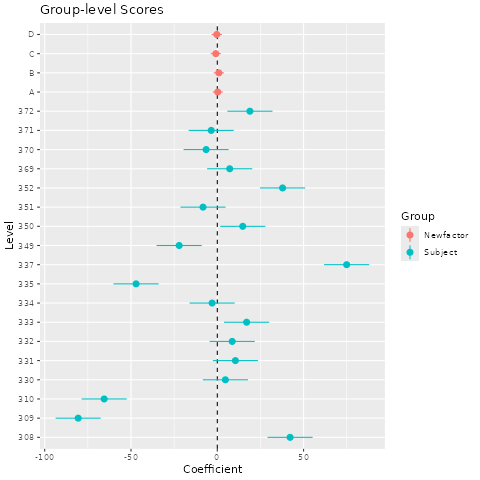 Group-level Scores
D
C
B
A
372
371
370
369
352
351
350
349
337
335
334
333
332
331
330
310
309
308
Level
-100
-50
0
50
Coefficient
Group
Newfactor
Subject